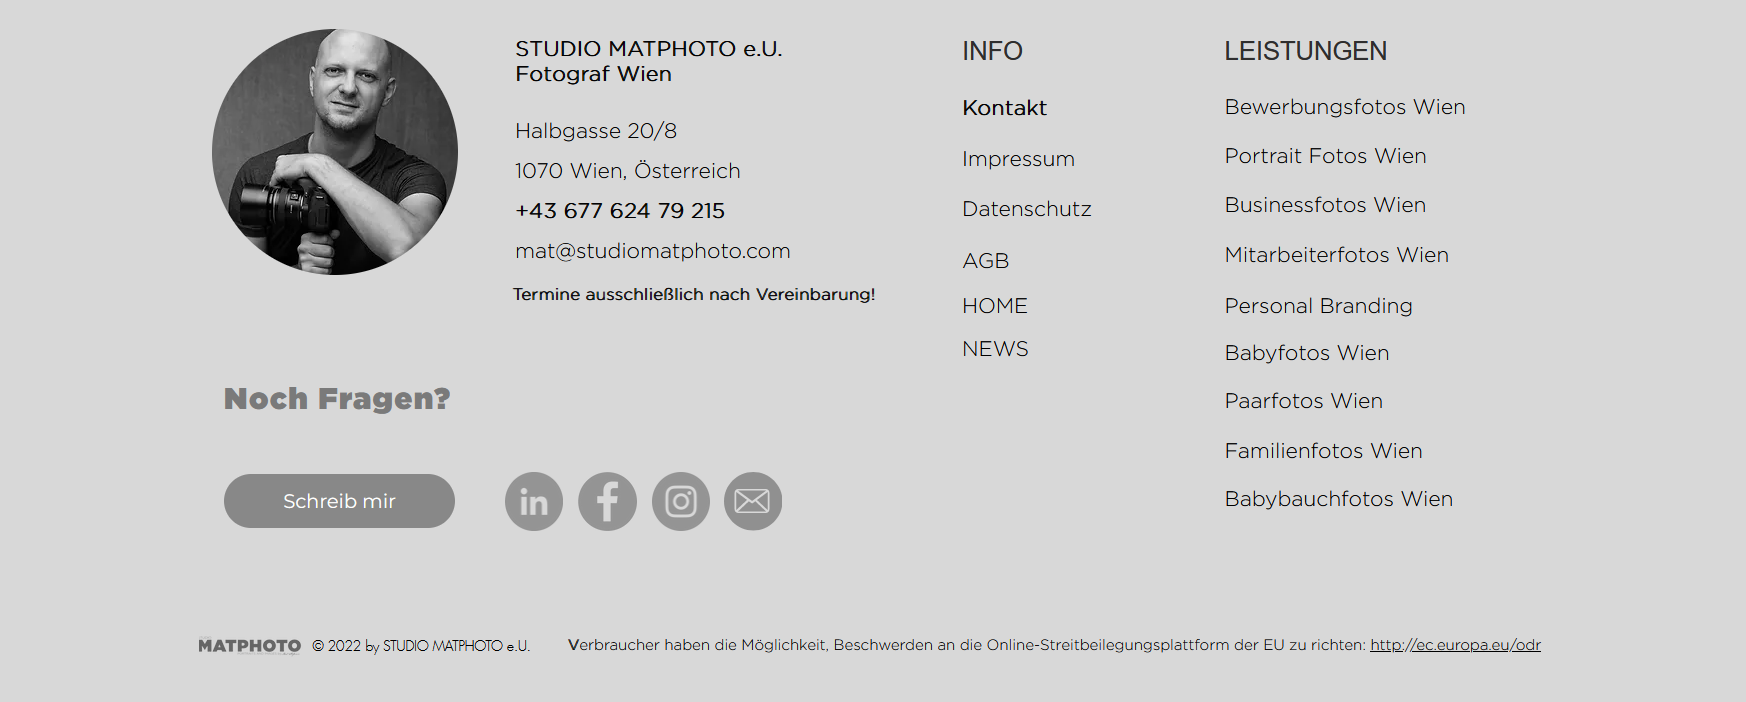 STUDIO MATPHOTO e.U.
Fotograf Wien
Halbgasse 20/8
1070 Wien, Österreich
+43 677 624 79 215
mat@studiomatphoto.com
Termine ausschließlich nach Vereinbarung!
Noch Fragen?
Schreib mir
in
f
INFO
Kontakt
Impressum
Datenschutz
AGB
HOME
NEWS
LEISTUNGEN
Bewerbungsfotos Wien
Portrait Fotos Wien
Businessfotos Wien
Mitarbeiterfotos Wien
Personal Branding
Babyfotos Wien
Paarfotos Wien
Familienfotos Wien
Babybauchfotos Wien
MATPHOTO © 2022 by STUDIO MATPHOTO e.U.
Verbraucher haben die Möglichkeit, Beschwerden an die Online-Streitbeilegungsplattform der EU zu richten: http://ec.europa.eu/odr